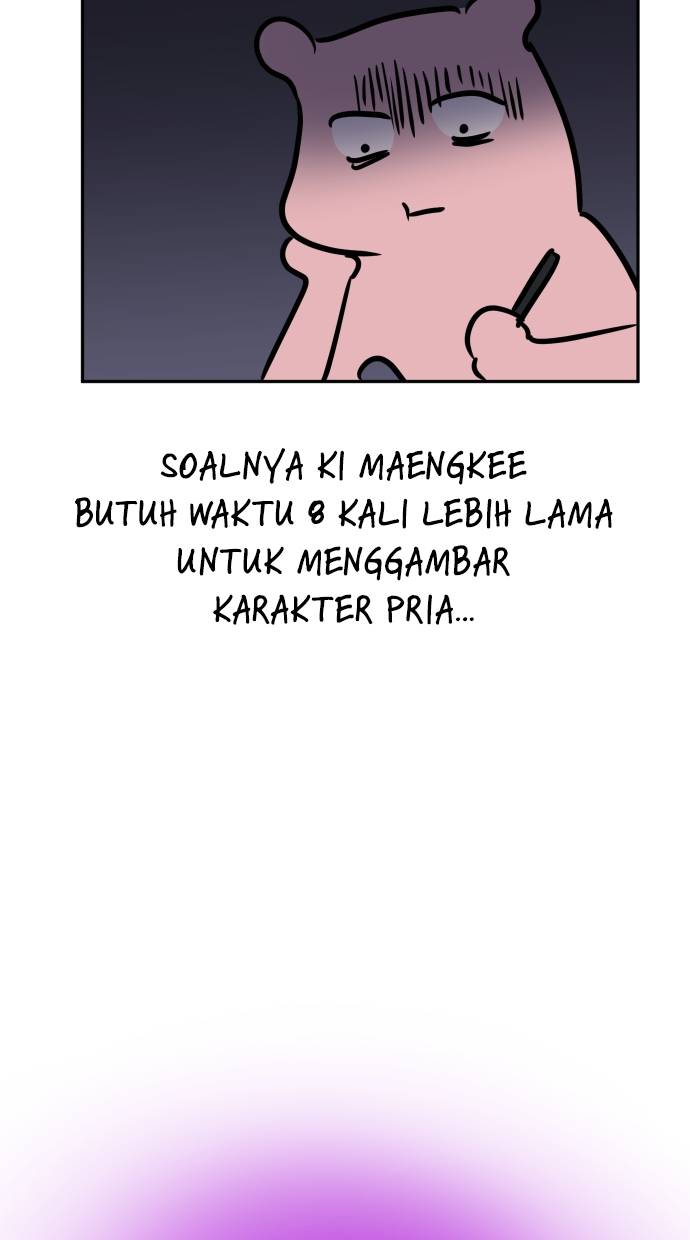 SOALNYA KI MAENGKEE
BUTUH WAKTU 8 KALI LEBIH LAMA
UNTUK MENGGAMBAR
KARAKTER PRIA...